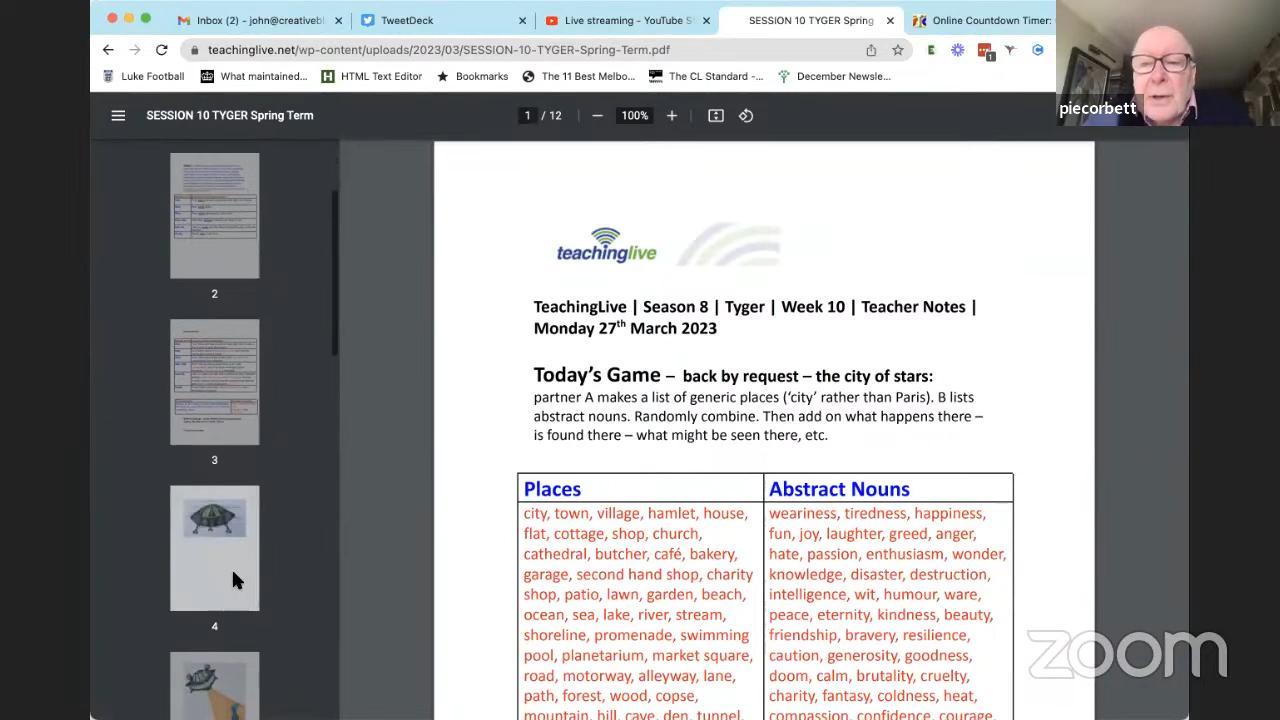 Inbox (2) - john@creativebl
TweetDeck
Live streaming - YouTube S
SESSION 10 TYGER Spring
Online Countdown Timer:
teachinglive.net/wp-content/uploads/2023/03/SESSION-10-TYGER-Spring-Term.pdf
1
Luke Football
What maintained...
HTML Text Editor
Bookmarks
The 11 Best Melbo...
The CL Standard -...
December Newsle...
piecorbett
SESSION 10 TYGER Spring Term
1 / 12
100%
2
3
4
teachinglive
TeachingLive | Season 8 | Tyger | Week 10 | Teacher Notes |
Monday 27th March 2023
Today's Game – back by request – the city of stars:
partner A makes a list of generic places ('city' rather than Paris). B lists
abstract nouns. Randomly combine. Then add on what happens there –
is found there – what might be seen there, etc.
Places
Abstract Nouns
city, town, village, hamlet, house,
flat, cottage, shop, church,
cathedral, butcher, café, bakery,
garage, second hand shop, charity
shop, patio, lawn, garden, beach,
ocean, sea, lake, river, stream,
shoreline, promenade, swimming
pool, planetarium, market square,
road, motorway, alleyway, lane,
path, forest, wood, copse,
mountain, hill, cave, den, tunnel,
weariness, tiredness, happiness,
fun, joy, laughter, greed, anger,
hate, passion, enthusiasm, wonder,
knowledge, disaster, destruction,
intelligence, wit, humour, ware,
peace, eternity, kindness, beauty,
friendship, bravery, resilience,
caution, generosity, goodness,
doom, calm, brutality, cruelty,
charity, fantasy, coldness, heat,
compassion, confidence, courage,
zoom